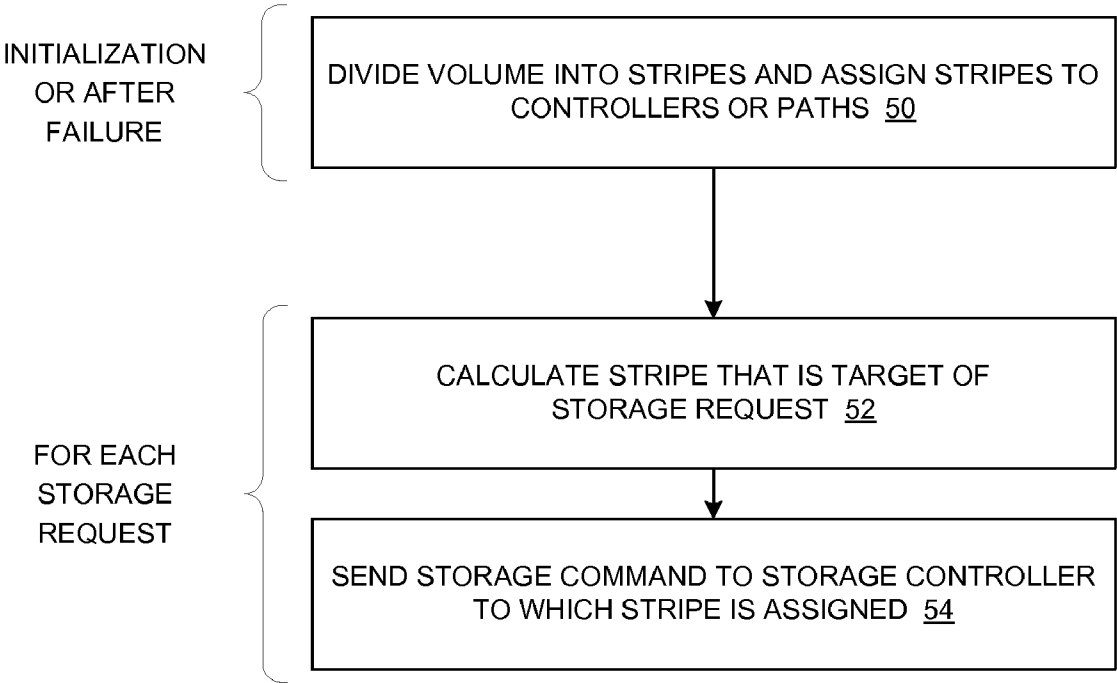 INITIALIZATION
OR AFTER
FAILURE
DIVIDE VOLUME INTO STRIPES AND ASSIGN STRIPES TO
CONTROLLERS OR PATHS 50
FOR EACH
STORAGE
REQUEST
CALCULATE STRIPE THAT IS TARGET OF
STORAGE REQUEST 52
SEND STORAGE COMMAND TO STORAGE CONTROLLER
TO WHICH STRIPE IS ASSIGNED 54